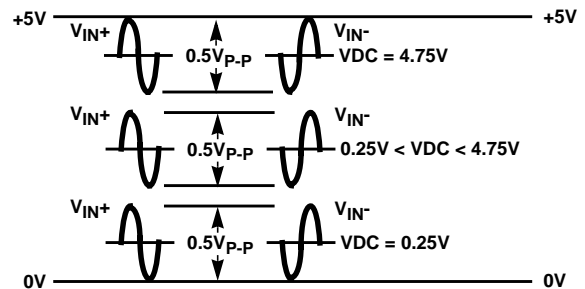 +5V +5V
VIN+ VIN-
0.5VP-P VDC = 4.75V
VIN+ VIN-
0.5VP-P 0.25V < VDC < 4.75V
VIN+ VIN-
0.5VP-P VDC = 0.25V
0V 0V